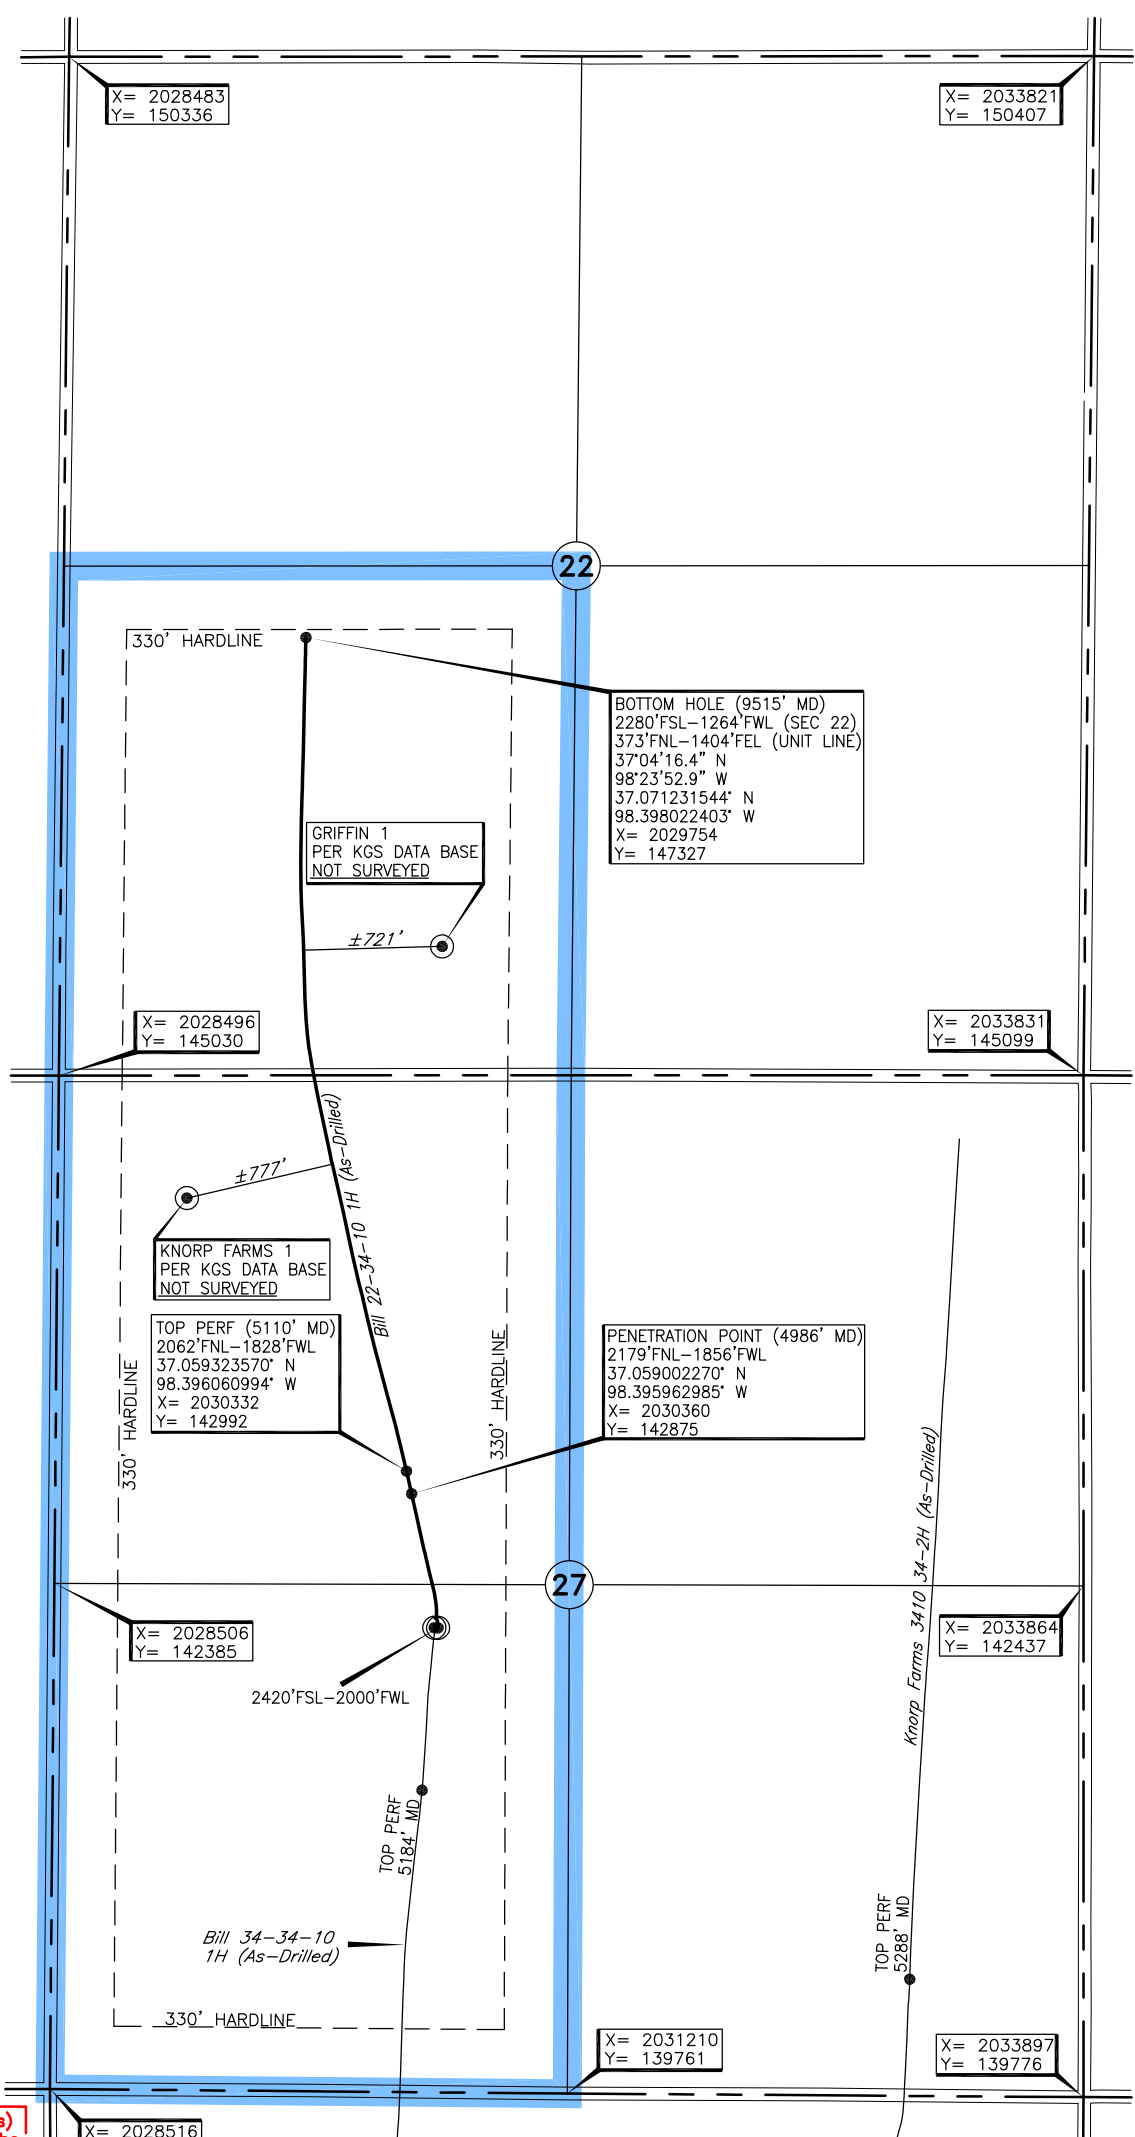 X= 2028483
Y= 150336
X= 2033821
Y= 150407
22
330' HARDLINE
BOTTOM HOLE (9515' MD)
2280'FSL-1264'FWL (SEC 22)
373'FNL-1404'FEL (UNIT LINE)
37°04'16.4" N
98°23'52.9" W
37.071231544° N
98.398022403° W
X= 2029754
Y= 147327
GRIFFIN 1
PER KGS DATA BASE
NOT SURVEYED
±721'
X= 2028496
Y= 145030
X= 2033831
Y= 145099
Bill 22-34-10 1H (As-Drilled)
±777'
KNORP FARMS 1
PER KGS DATA BASE
NOT SURVEYED
TOP PERF (5110' MD)
2062'FNL-1828'FWL
37.059323570° N
98.396060994° W
X= 2030332
Y= 142992
PENETRATION POINT (4986' MD)
2179'FNL-1856'FWL
37.059002270° N
98.395962985° W
X= 2030360
Y= 142875
330' HARDLINE
330' HARDLINE
Knorp Farms 3410 34-2H (As-Drilled)
27
X= 2028506
Y= 142385
X= 2033864
Y= 142437
2420'FSL-2000'FWL
TOP PERF
5184' MD
TOP PERF
5288' MD
Bill 34-34-10
1H (As-Drilled)
330' HARDLINE
X= 2031210
Y= 139761
X= 2033897
Y= 139776
s)
X= 2028516